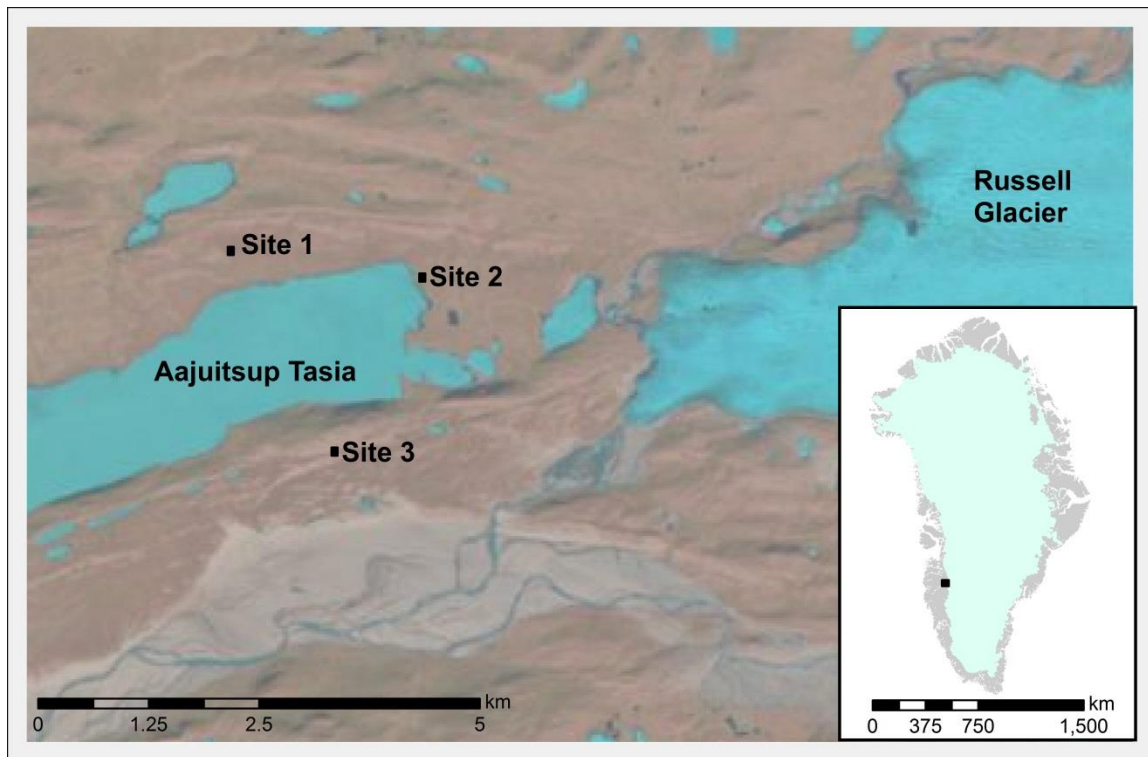 Russell
Glacier
Site 1
Site 2
Aajuitsup Tasia
Site 3
km
0 1.25 2.5 5
km
0 375 750 1,500